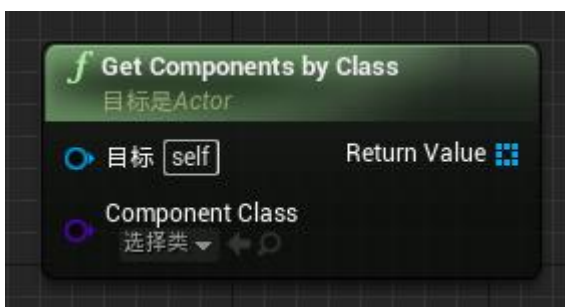 f Get Components by Class
目标是Actor
目标 self Return Value
Component Class
选择类